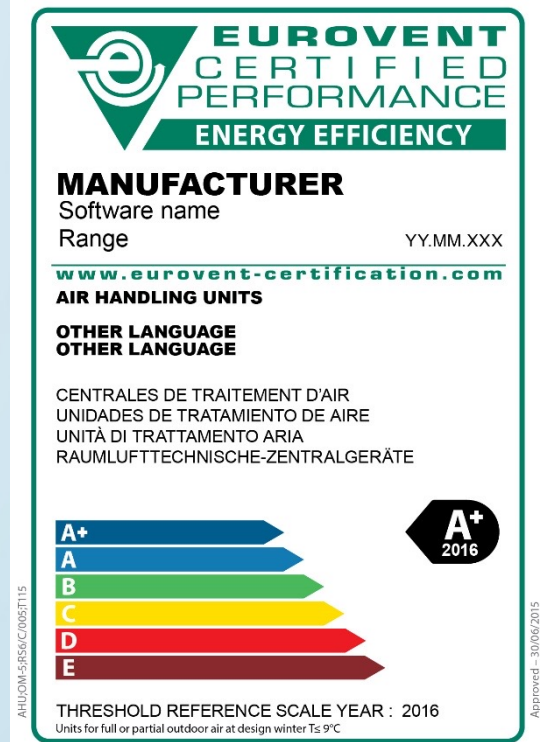 EUROVENT
CERTIFIED
PERFORMANCE
ENERGY EFFICIENCY
MANUFACTURER
Software name
Range YY.MM.XXX
www.eurovent-certification.com
AIR HANDLING UNITS
OTHER LANGUAGE
OTHER LANGUAGE
CENTRALES DE TRAITEMENT D'AIR
UNIDADES DE TRATAMIENTO DE AIRE
UNITÀ DI TRATTAMENTO ARIA
RAUMLUFTTECHNISCHE-ZENTRALGERÄTE
A+
A
B
C
D
E
A+
2016
THRESHOLD REFERENCE SCALE YEAR : 2016
Units for full or partial outdoor air at design winter T≤ 9°C
AHU;OM-5;RS6/C/005;T115
Approved – 30/06/2015